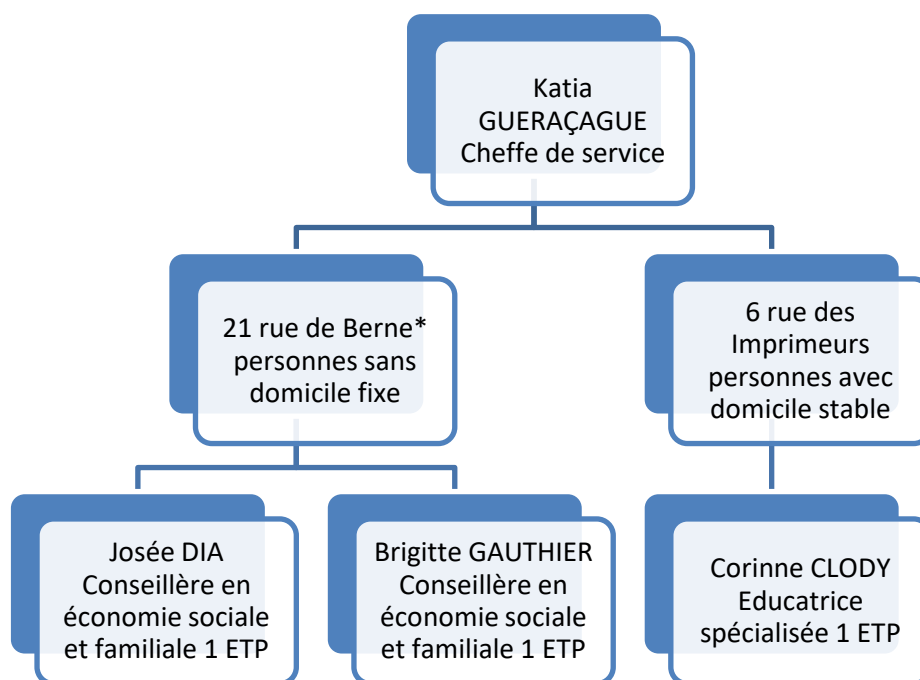 Katia
GUERAÇAGUE
Cheffe de service
21 rue de Berne*
personnes sans
domicile fixe
6 rue des
Imprimeurs
personnes avec
domicile stable
Josée DIA
Conseillère en
économie sociale
et familiale 1 ETP
Brigitte GAUTHIER
Conseillère en
économie sociale
et familiale 1 ETP
Corinne CLODY
Educatrice
spécialisée 1 ETP